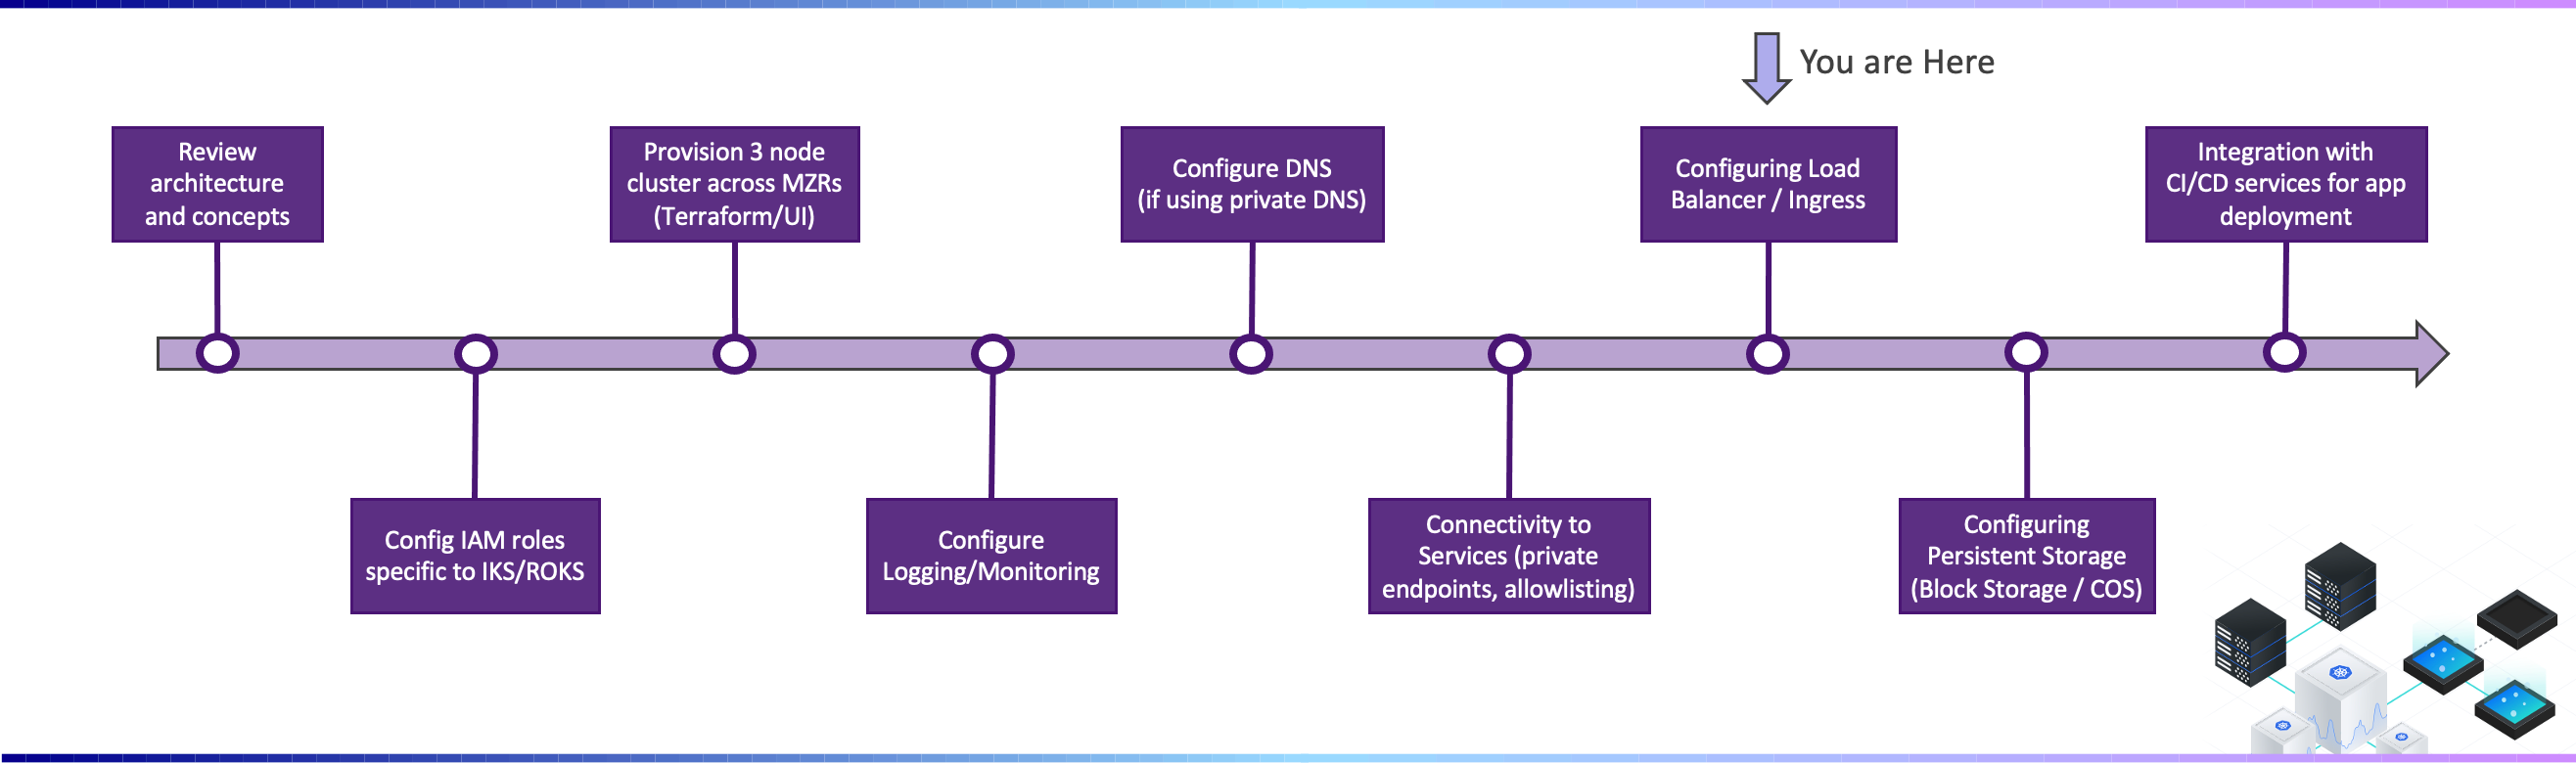 You are Here
Review
architecture
and concepts
Provision 3 node
cluster across MZRs
(Terraform/UI)
Configure DNS
(if using private DNS)
Configuring Load
Balancer / Ingress
Integration with
CI/CD services for app
deployment
Config IAM roles
specific to IKS/ROKS
Configure
Logging/Monitoring
Connectivity to
Services (private
endpoints, allowlisting)
Configuring
Persistent Storage
(Block Storage / COS)